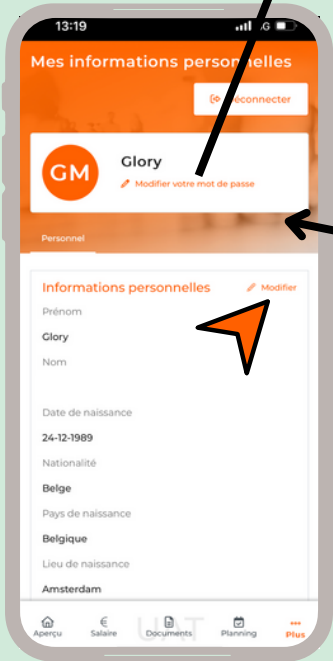 13:19
Mes informations personnelles
Déconnecter
GM
Glory
Modifier votre mot de passe
Personnel
Informations personnelles
Modifier
Prénom
Glory
Nom
Date de naissance
24-12-1989
Nationalité
Belge
Pays de naissance
Belgique
Lieu de naissance
Amsterdam
UAT
Aperçu
Salaire
Documents
Planning
Plus